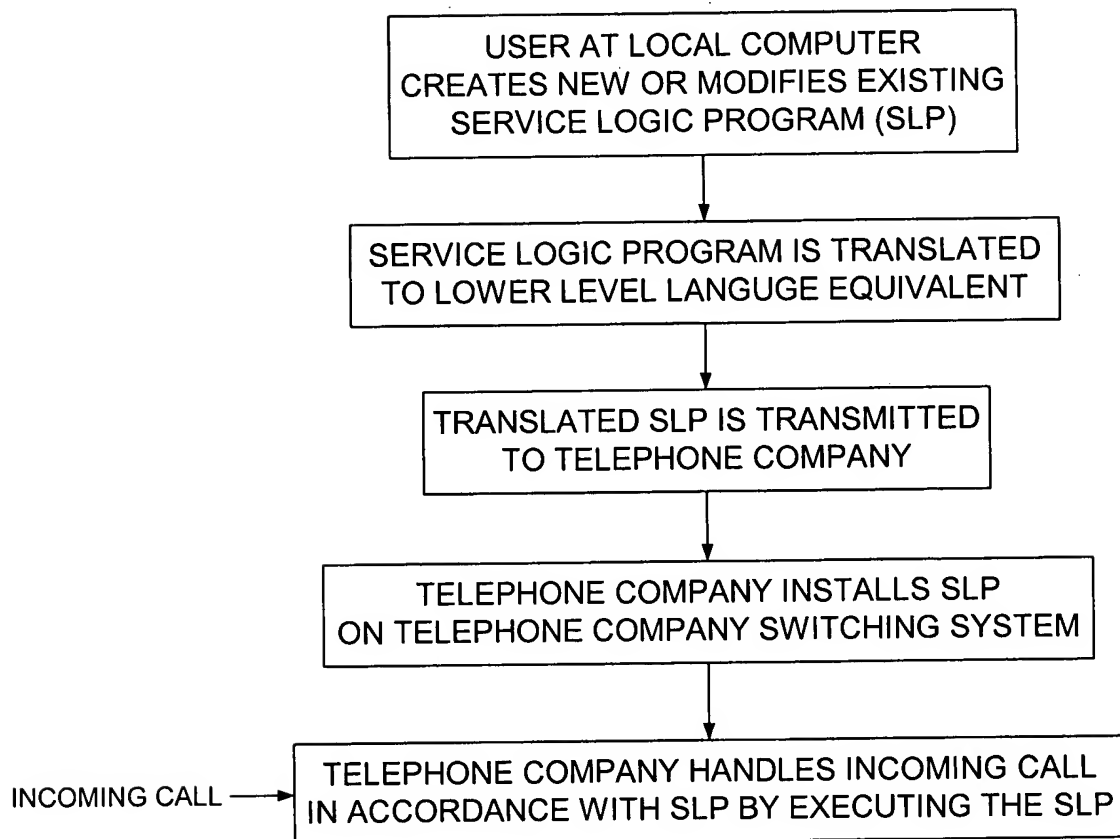 USER AT LOCAL COMPUTER
CREATES NEW OR MODIFIES EXISTING
SERVICE LOGIC PROGRAM (SLP)
SERVICE LOGIC PROGRAM IS TRANSLATED
TO LOWER LEVEL LANGUGE EQUIVALENT
TRANSLATED SLP IS TRANSMITTED
TO TELEPHONE COMPANY
TELEPHONE COMPANY INSTALLS SLP
ON TELEPHONE COMPANY SWITCHING SYSTEM
INCOMING CALL
TELEPHONE COMPANY HANDLES INCOMING CALL
IN ACCORDANCE WITH SLP BY EXECUTING THE SLP